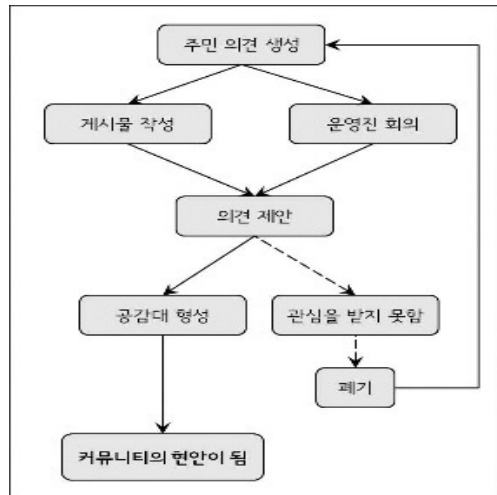 주민 의견 생성
게시물 작성
운영진 회의
의견 제안
공감대 형성
관심을 받지 못함
폐기
커뮤니티의 현안이 됨